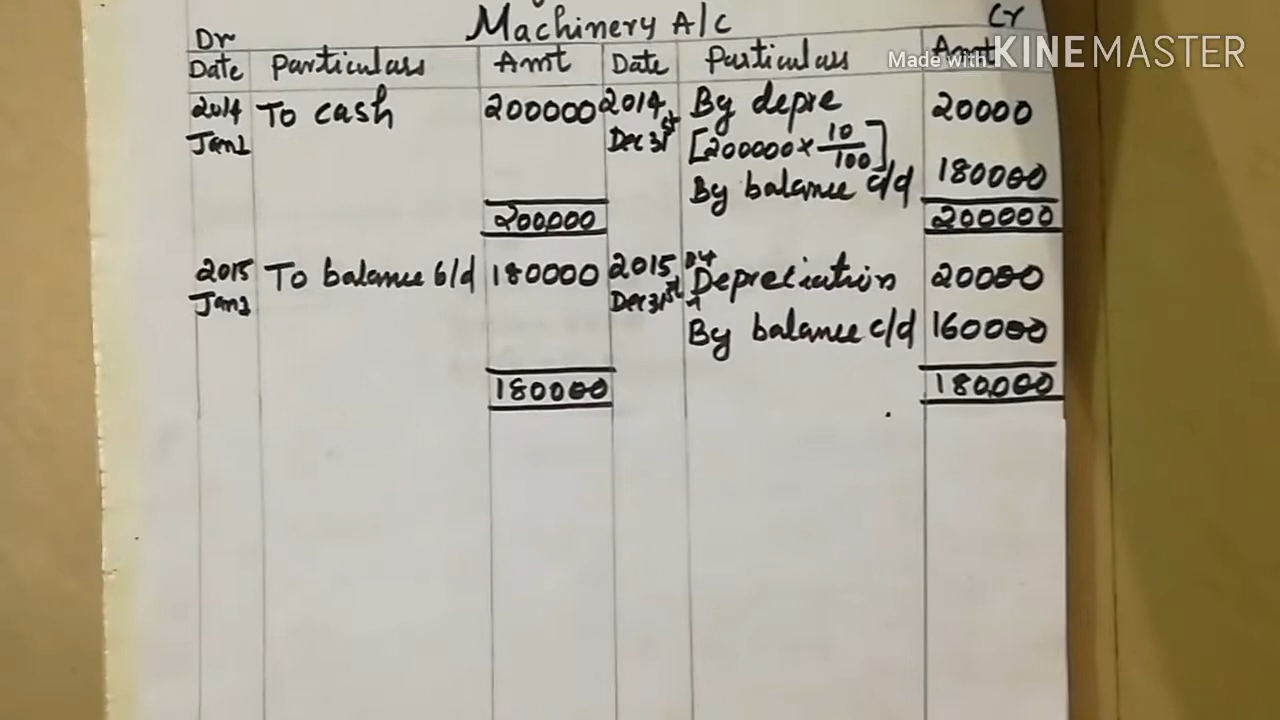 Machinery A/C
Dr Cr
Date Particulars Amt Date Particulars Amt
Made with KINEMASTER
2014 To cash 200000 2014 By depre 20000
Jan1 Dec 31st [200000 × 10/100]
By balance c/d 180000
200000 200000
2015 To balance b/d 180000 2015 By Depreciation 20000
Jan1 Dec 31st
By balance c/d 160000
180000 180000